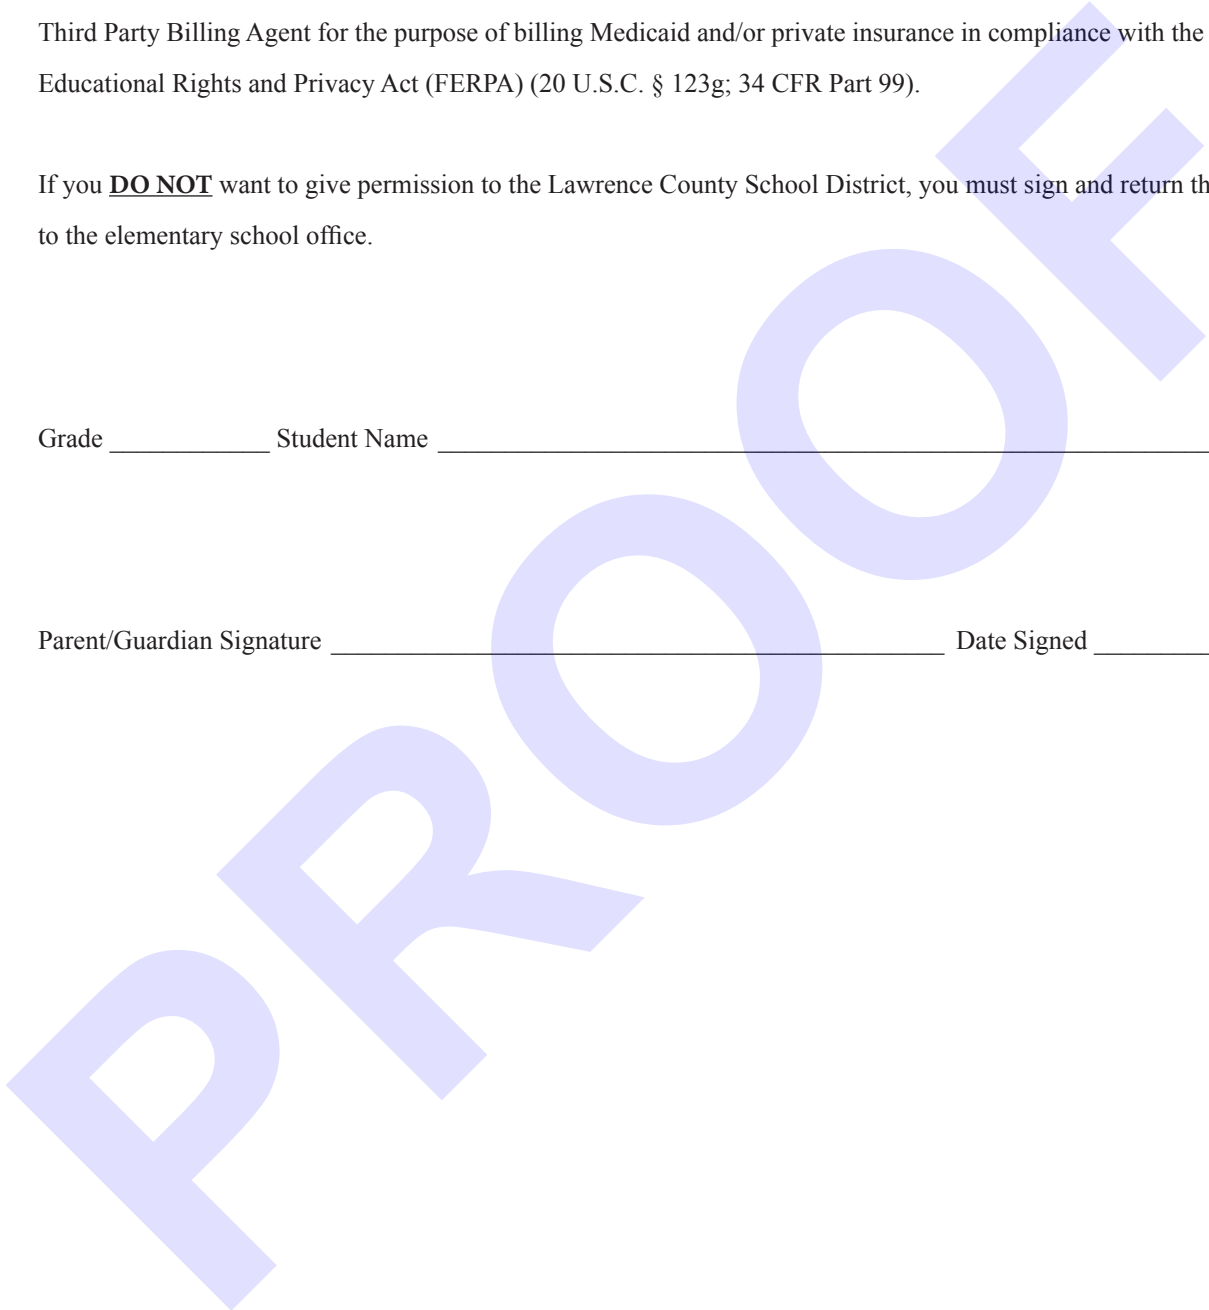 Third Party Billing Agent for the purpose of billing Medicaid and/or private insurance in compliance with the
Educational Rights and Privacy Act (FERPA) (20 U.S.C. § 123g; 34 CFR Part 99).
If you DO NOT want to give permission to the Lawrence County School District, you must sign and return th
to the elementary school office.
Grade ____________ Student Name __________________________________________________________
Parent/Guardian Signature ______________________________________________ Date Signed _________
PROOF